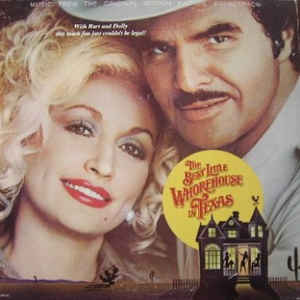 MUSIC FROM THE ORIGINAL MOTION PICTURE SOUNDTRACK
With Burt and Dolly
this much fun just couldn't be legal!
The
Best Little
Whorehouse
in Texas